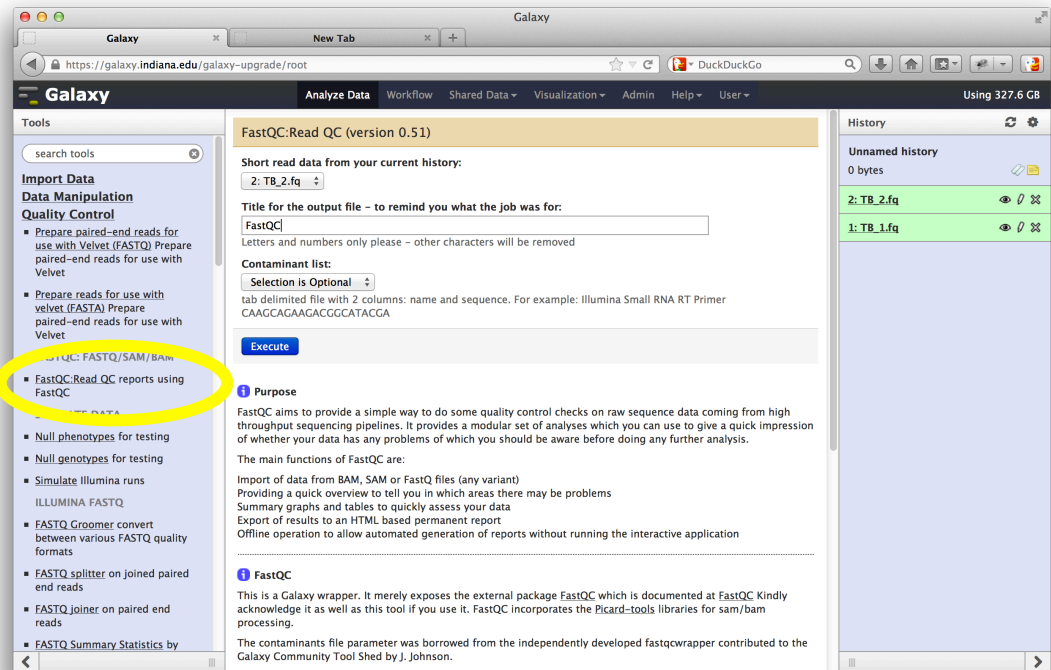 Galaxy
Galaxy
New Tab
https://galaxy.indiana.edu/galaxy-upgrade/root
DuckDuckGo
Galaxy
Analyze Data Workflow Shared Data Visualization Admin Help User
Using 327.6 GB
Tools
search tools
Import Data
Data Manipulation
Quality Control
Prepare paired-end reads for
use with Velvet (FASTQ) Prepare
paired-end reads for use with
Velvet
Prepare reads for use with
velvet (FASTA) Prepare
paired-end reads for use with
Velvet
FASTQC: FASTQ/SAM/BAM
FastQC:Read QC reports using
FastQC
DATA
Null phenotypes for testing
Null genotypes for testing
Simulate Illumina runs
ILLUMINA FASTQ
FASTQ Groomer convert
between various FASTQ quality
formats
FASTQ splitter on joined paired
end reads
FASTQ joiner on paired end
reads
FASTQ Summary Statistics by
FastQC:Read QC (version 0.51)
Short read data from your current history:
2: TB_2.fq
Title for the output file – to remind you what the job was for:
FastQC
Letters and numbers only please – other characters will be removed
Contaminant list:
Selection is Optional
tab delimited file with 2 columns: name and sequence. For example: Illumina Small RNA RT Primer
CAAGCAGAAGACGGCATACGA
Execute
Purpose
FastQC aims to provide a simple way to do some quality control checks on raw sequence data coming from high
throughput sequencing pipelines. It provides a modular set of analyses which you can use to give a quick impression
of whether your data has any problems of which you should be aware before doing any further analysis.
The main functions of FastQC are:
Import of data from BAM, SAM or FastQ files (any variant)
Providing a quick overview to tell you in which areas there may be problems
Summary graphs and tables to quickly assess your data
Export of results to an HTML based permanent report
Offline operation to allow automated generation of reports without running the interactive application
FastQC
This is a Galaxy wrapper. It merely exposes the external package FastQC which is documented at FastQC Kindly
acknowledge it as well as this tool if you use it. FastQC incorporates the Picard-tools libraries for sam/bam
processing.
The contaminants file parameter was borrowed from the independently developed fastqcwrapper contributed to the
Galaxy Community Tool Shed by J. Johnson.
History
Unnamed history
0 bytes
2: TB_2.fq
1: TB_1.fq